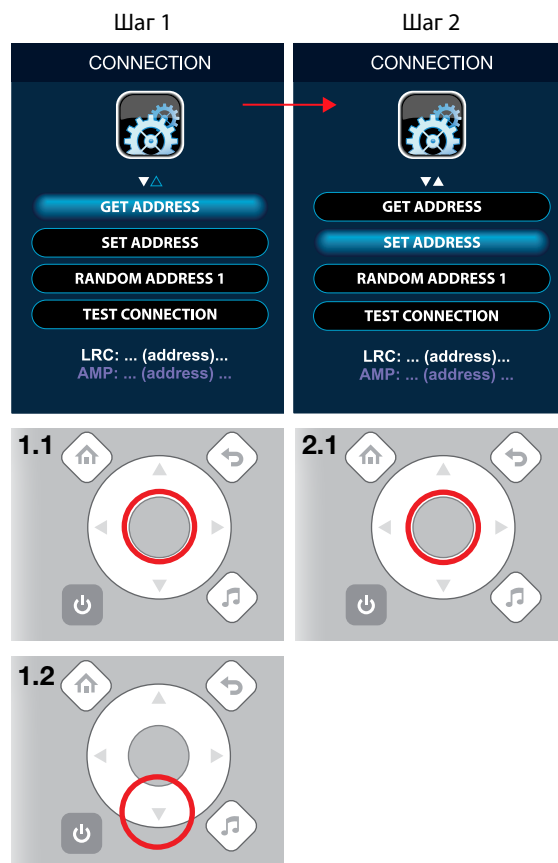 Шаг 1
CONNECTION
GET ADDRESS
SET ADDRESS
RANDOM ADDRESS 1
TEST CONNECTION
LRC: ... (address)...
AMP: ... (address) ...
Шаг 2
CONNECTION
GET ADDRESS
SET ADDRESS
RANDOM ADDRESS 1
TEST CONNECTION
LRC: ... (address)...
AMP: ... (address) ...
1.1
2.1
1.2